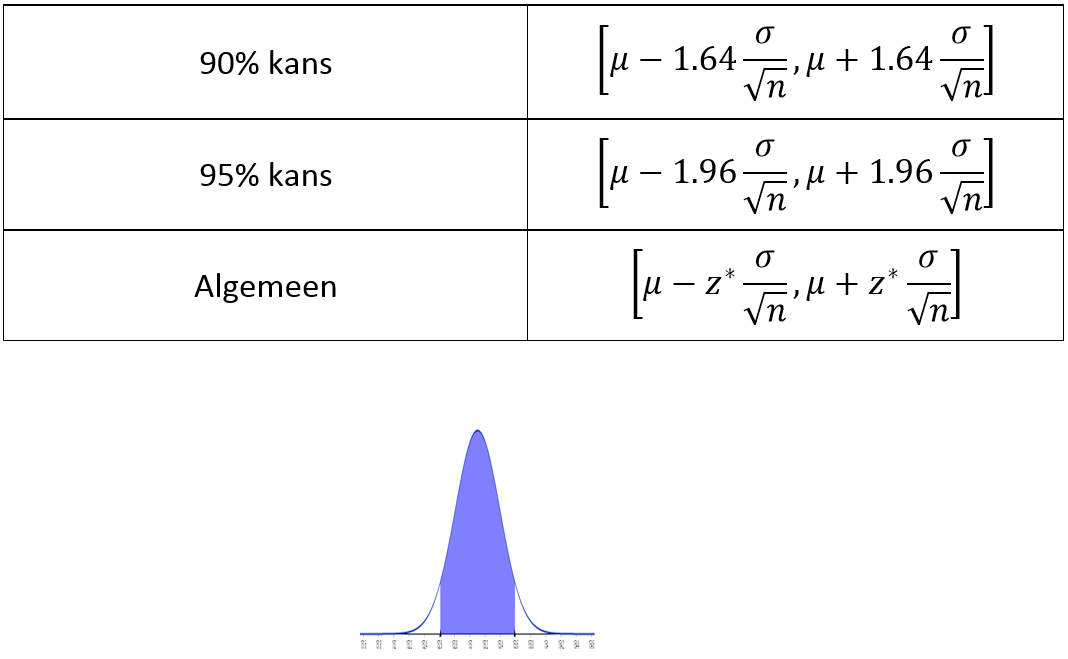 90% kans
[μ − 1.64 σ/√n , μ + 1.64 σ/√n]
95% kans
[μ − 1.96 σ/√n , μ + 1.96 σ/√n]
Algemeen
[μ − z* σ/√n , μ + z* σ/√n]